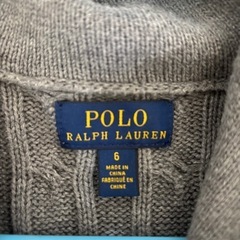 POLO
RALPH LAUREN
6
MADE IN
CHINA
FABRIQUÉ EN
CHINE